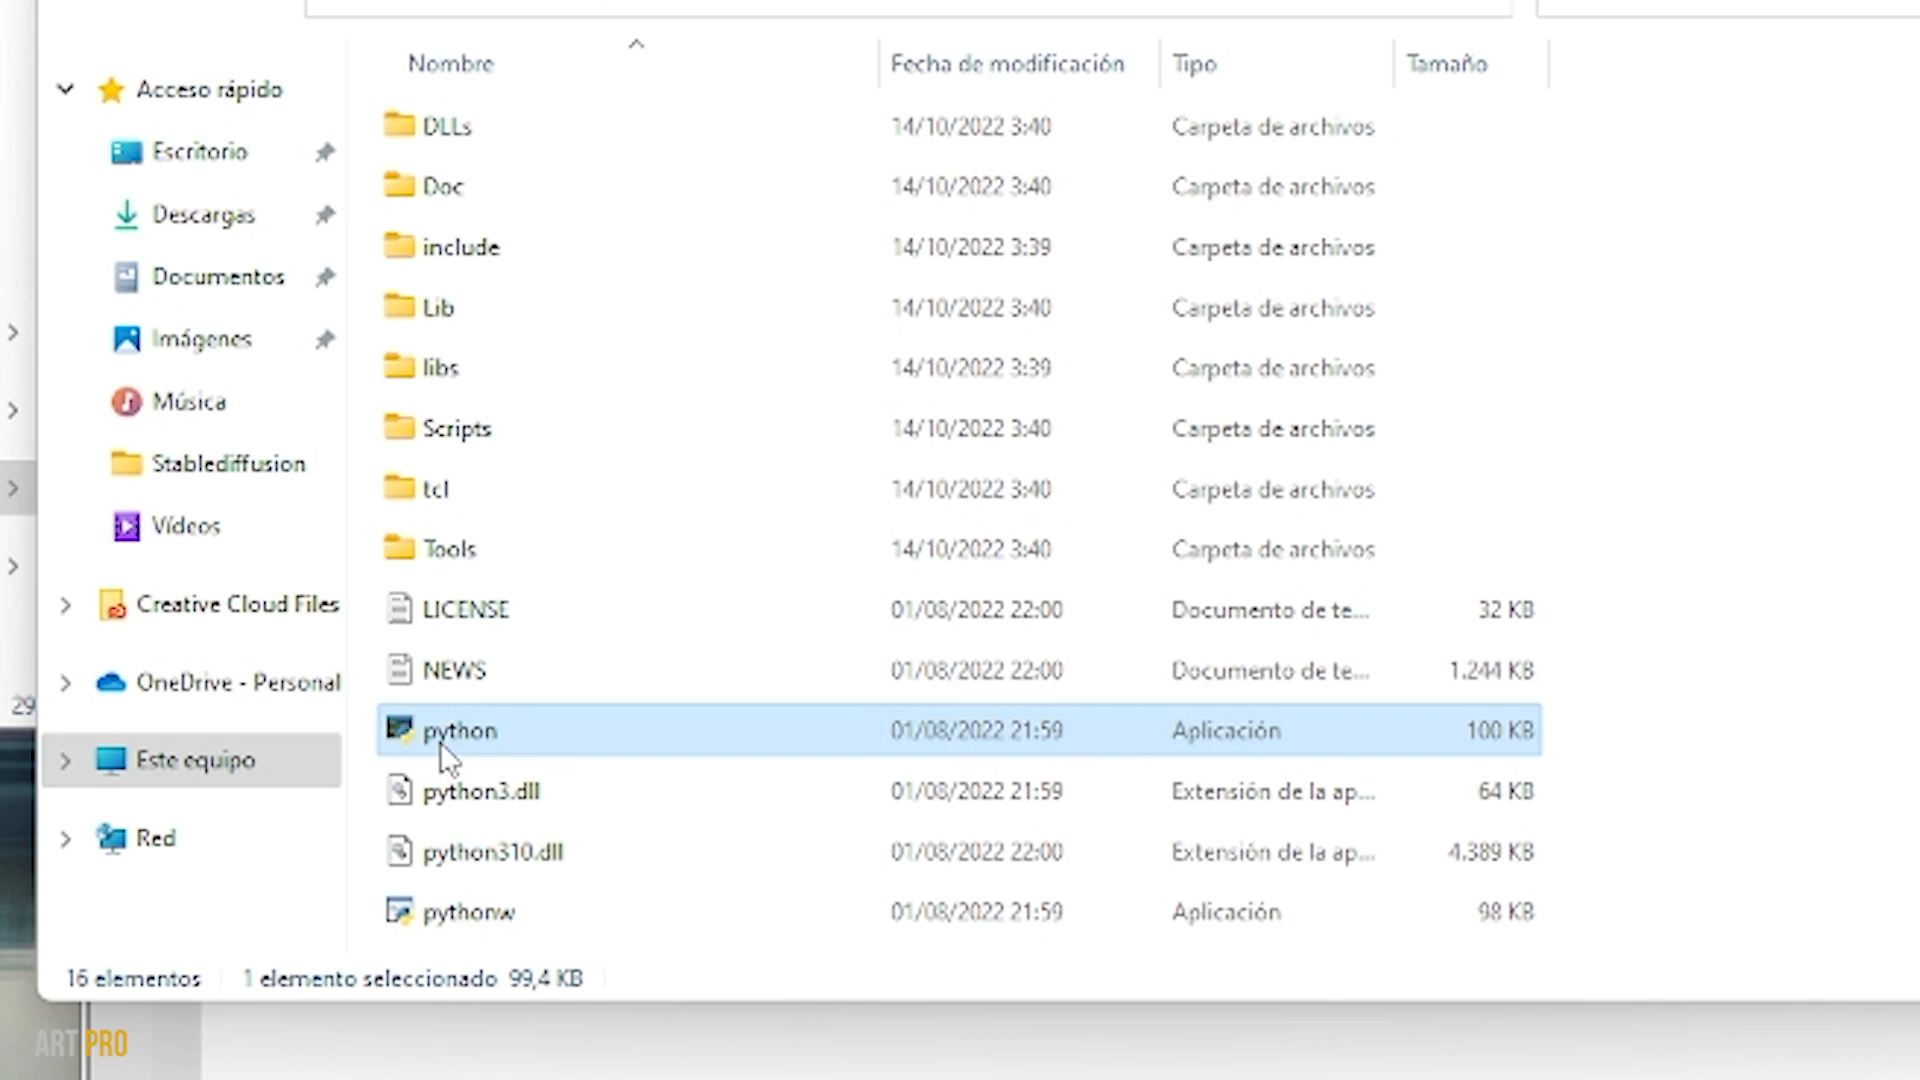 Nombre Fecha de modificación Tipo Tamaño
Acceso rápido
Escritorio
Descargas
Documentos
Imágenes
Música
Stablediffusion
Vídeos
Creative Cloud Files
OneDrive - Personal
Este equipo
Red
DLLs 14/10/2022 3:40 Carpeta de archivos
Doc 14/10/2022 3:40 Carpeta de archivos
include 14/10/2022 3:39 Carpeta de archivos
Lib 14/10/2022 3:40 Carpeta de archivos
libs 14/10/2022 3:39 Carpeta de archivos
Scripts 14/10/2022 3:40 Carpeta de archivos
tcl 14/10/2022 3:40 Carpeta de archivos
Tools 14/10/2022 3:40 Carpeta de archivos
LICENSE 01/08/2022 22:00 Documento de te... 32 KB
NEWS 01/08/2022 22:00 Documento de te... 1.244 KB
python 01/08/2022 21:59 Aplicación 100 KB
python3.dll 01/08/2022 21:59 Extensión de la ap... 64 KB
python310.dll 01/08/2022 22:00 Extensión de la ap... 4.389 KB
pythonw 01/08/2022 21:59 Aplicación 98 KB
29
16 elementos 1 elemento seleccionado 99,4 KB
ART PRO